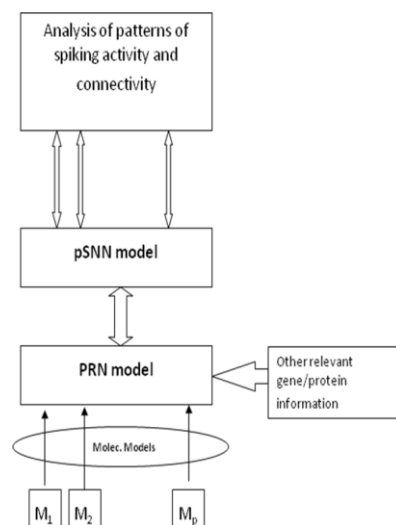 Analysis of patterns of
spiking activity and
connectivity
pSNN model
PRN model
Other relevant
gene/protein
information
Molec. Models
M1 M2 Mp